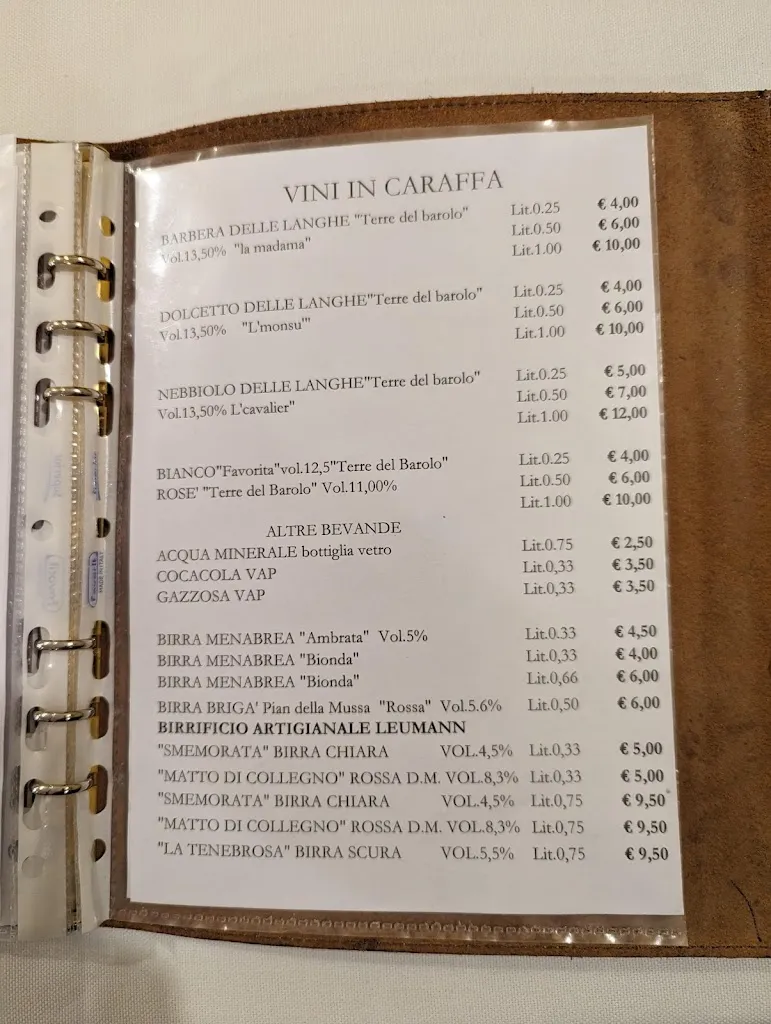 VINI IN CARAFFA
BARBERA DELLE LANGHE "Terre del barolo" Lit.0.25 € 4,00
Vol.13,50% "la madama" Lit.0.50 € 6,00
Lit.1.00 € 10,00
DOLCETTO DELLE LANGHE"Terre del barolo" Lit.0.25 € 4,00
Vol.13,50% "L'monsu'" Lit.0.50 € 6,00
Lit.1.00 € 10,00
NEBBIOLO DELLE LANGHE"Terre del barolo" Lit.0.25 € 5,00
Vol.13,50% L'cavalier" Lit.0.50 € 7,00
Lit.1.00 € 12,00
BIANCO"Favorita"vol.12,5"Terre del Barolo" Lit.0.25 € 4,00
ROSE' "Terre del Barolo" Vol.11,00% Lit.0.50 € 6,00
Lit.1.00 € 10,00
ALTRE BEVANDE
ACQUA MINERALE bottiglia vetro Lit.0.75 € 2,50
COCACOLA VAP Lit.0,33 € 3,50
GAZZOSA VAP Lit.0,33 € 3,50
BIRRA MENABREA "Ambrata" Vol.5% Lit.0.33 € 4,50
BIRRA MENABREA "Bionda" Lit.0,33 € 4,00
BIRRA MENABREA "Bionda" Lit.0,66 € 6,00
BIRRA BRIGA' Pian della Mussa "Rossa" Vol.5.6% Lit.0,50 € 6,00
BIRRIFICIO ARTIGIANALE LEUMANN
"SMEMORATA" BIRRA CHIARA VOL.4,5% Lit.0,33 € 5,00
"MATTO DI COLLEGNO" ROSSA D.M. VOL.8,3% Lit.0,33 € 5,00
"SMEMORATA" BIRRA CHIARA VOL.4,5% Lit.0,75 € 9,50
"MATTO DI COLLEGNO" ROSSA D.M. VOL.8,3% Lit.0,75 € 9,50
"LA TENEBROSA" BIRRA SCURA VOL.5,5% Lit.0,75 € 9,50